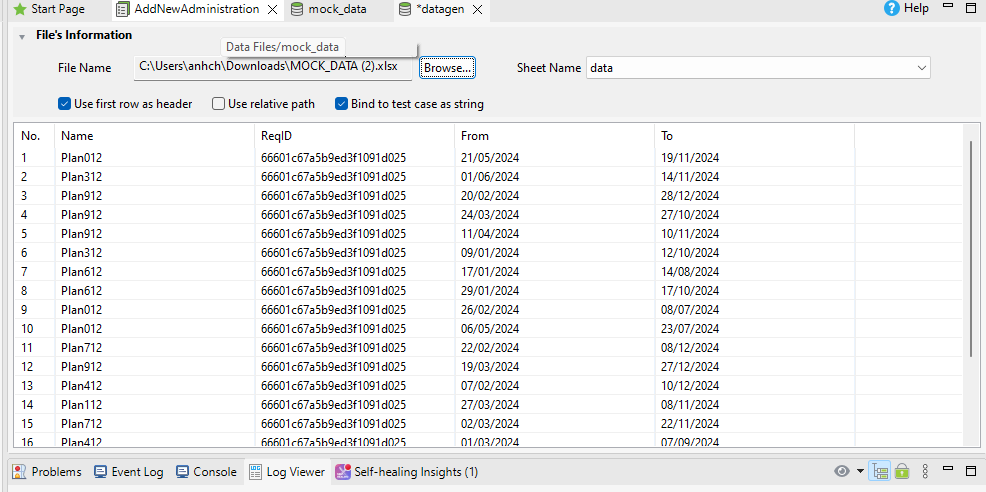 Start Page AddNewAdministration mock_data *datagen Help
File's Information
Data Files/mock_data
File Name C:\Users\anhch\Downloads\MOCK_DATA (2).xlsx Browse... Sheet Name data
Use first row as header Use relative path Bind to test case as string
No. Name ReqID From To
1 Plan012 66601c67a5b9ed3f1091d025 21/05/2024 19/11/2024
2 Plan312 66601c67a5b9ed3f1091d025 01/06/2024 14/11/2024
3 Plan912 66601c67a5b9ed3f1091d025 20/02/2024 28/12/2024
4 Plan912 66601c67a5b9ed3f1091d025 24/03/2024 27/10/2024
5 Plan912 66601c67a5b9ed3f1091d025 11/04/2024 10/11/2024
6 Plan312 66601c67a5b9ed3f1091d025 09/01/2024 12/10/2024
7 Plan612 66601c67a5b9ed3f1091d025 17/01/2024 14/08/2024
8 Plan612 66601c67a5b9ed3f1091d025 29/01/2024 17/10/2024
9 Plan012 66601c67a5b9ed3f1091d025 26/02/2024 08/07/2024
10 Plan012 66601c67a5b9ed3f1091d025 06/05/2024 23/07/2024
11 Plan712 66601c67a5b9ed3f1091d025 22/02/2024 08/12/2024
12 Plan912 66601c67a5b9ed3f1091d025 19/03/2024 27/12/2024
13 Plan412 66601c67a5b9ed3f1091d025 07/02/2024 10/12/2024
14 Plan112 66601c67a5b9ed3f1091d025 27/03/2024 08/11/2024
15 Plan712 66601c67a5b9ed3f1091d025 02/03/2024 22/11/2024
16 Plan412 66601c67a5b9ed3f1091d025 01/03/2024 07/09/2024
Problems Event Log Console Log Viewer Self-healing Insights (1)